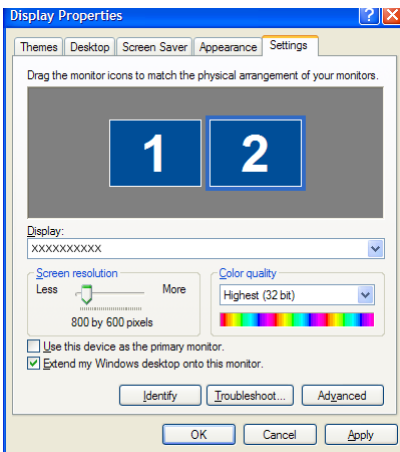 Display Properties
Themes Desktop Screen Saver Appearance Settings
Drag the monitor icons to match the physical arrangement of your monitors.
1 2
Display:
XXXXXXXXXX
Screen resolution
Less More
800 by 600 pixels
Color quality
Highest (32 bit)
Use this device as the primary monitor.
Extend my Windows desktop onto this monitor.
Identify Troubleshoot... Advanced
OK Cancel Apply